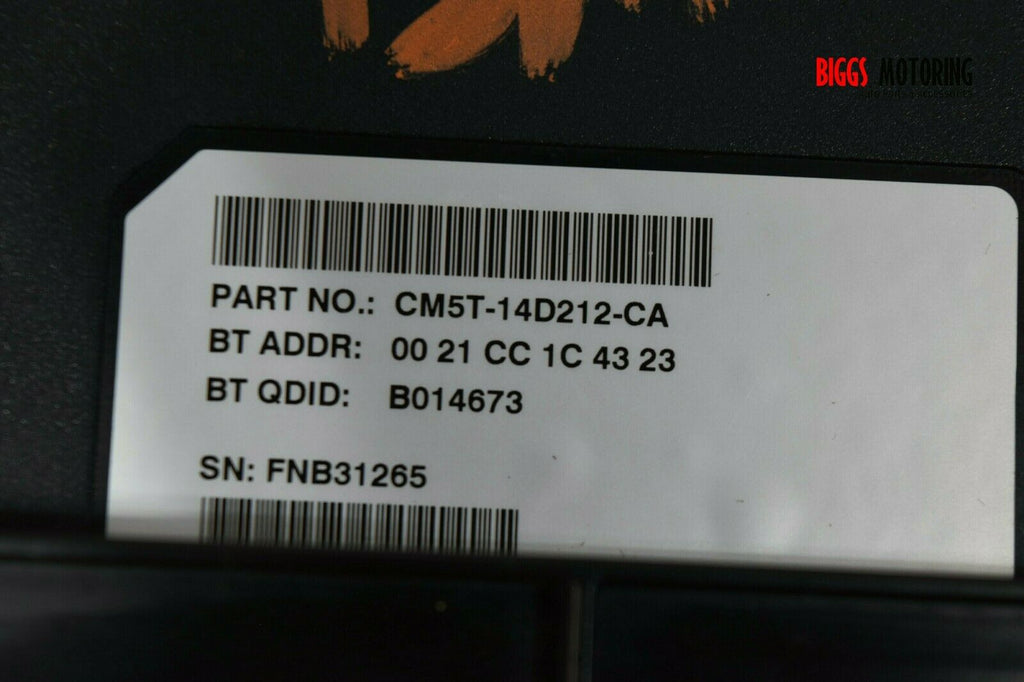 BIGGS MOTORING
PART NO.: CM5T-14D212-CA
BT ADDR: 00 21 CC 1C 43 23
BT QDID: B014673
SN: FNB31265